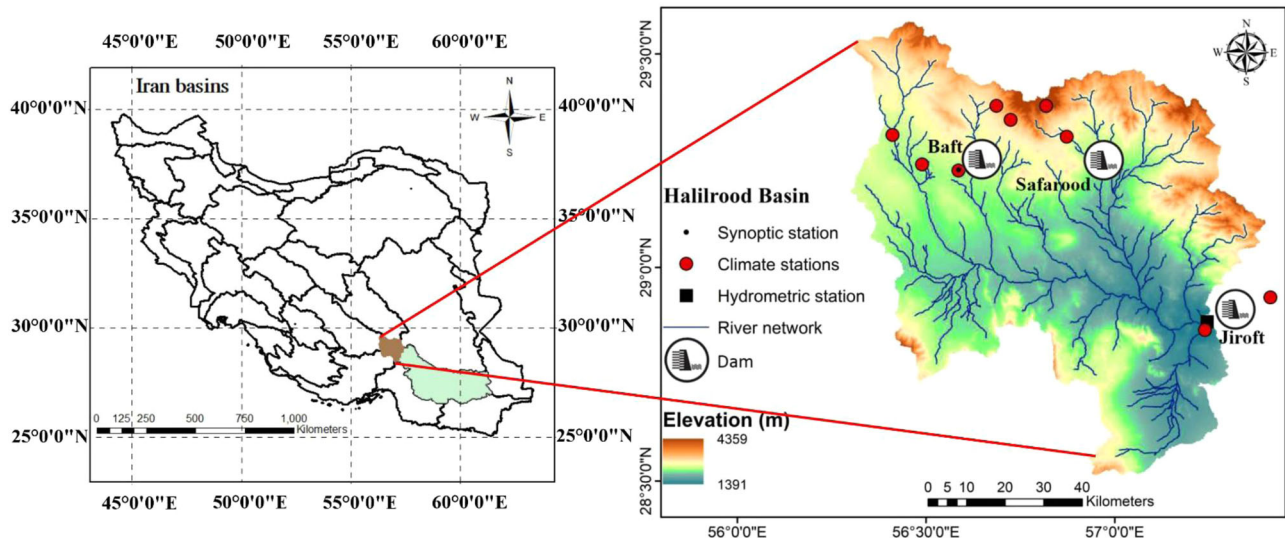 45°0'0"E 50°0'0"E 55°0'0"E 60°0'0"E
Iran basins
N
W E
S
40°0'0"N 40°0'0"N
35°0'0"N 35°0'0"N
30°0'0"N 30°0'0"N
25°0'0"N 25°0'0"N
0 125 250 500 750 1,000
Kilometers
45°0'0"E 50°0'0"E 55°0'0"E 60°0'0"E
29°30'0"N
29°0'0"N
28°30'0"N
N
W E
S
Baft
Safarood
Jiroft
Halilrood Basin
Synoptic station
Climate stations
Hydrometric station
River network
Dam
Elevation (m)
4359
1391
0 5 10 20 30 40
Kilometers
56°0'0"E 56°30'0"E 57°0'0"E